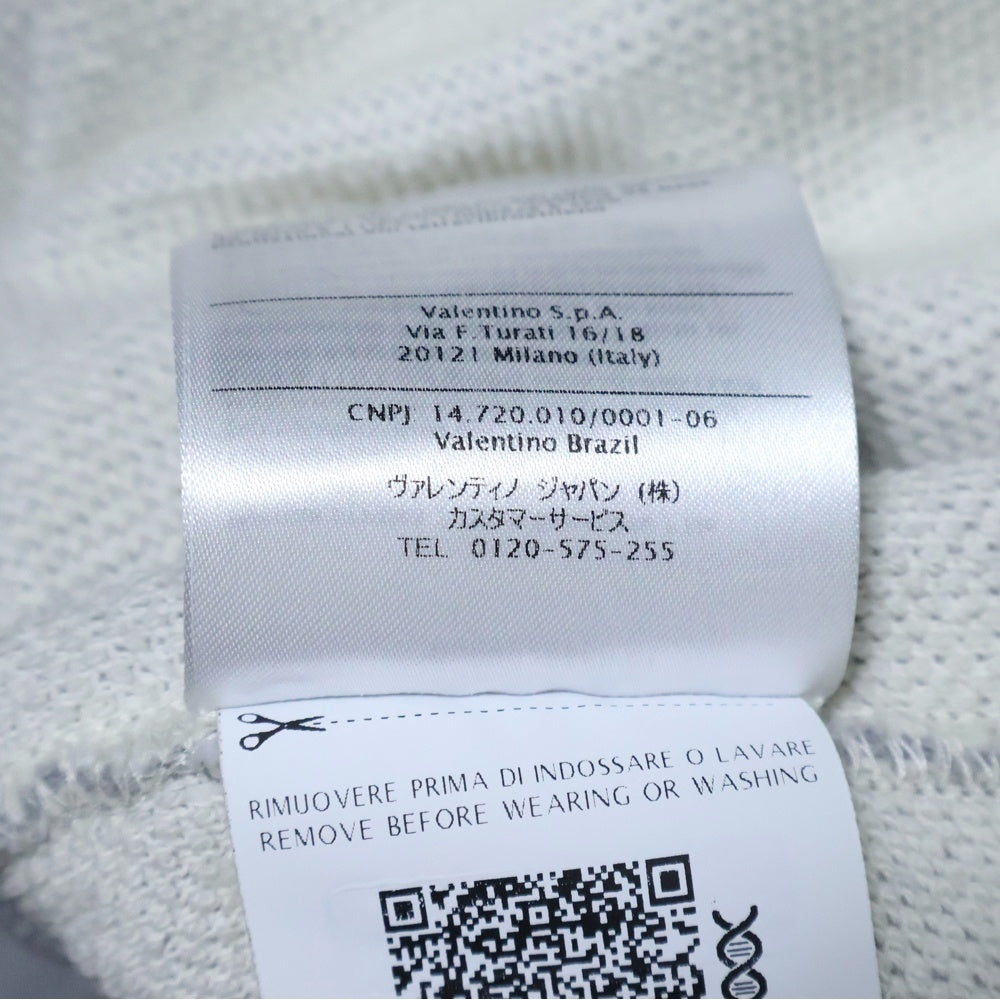 Valentino S.p.A.
Via F.Turati 16/18
20121 Milano (Italy)
CNPJ 14.720.010/0001-06
Valentino Brazil
ヴァレンティノ ジャパン (株)
カスタマーサービス
TEL 0120-575-255
RIMUOVERE PRIMA DI INDOSSARE O LAVARE
REMOVE BEFORE WEARING OR WASHING